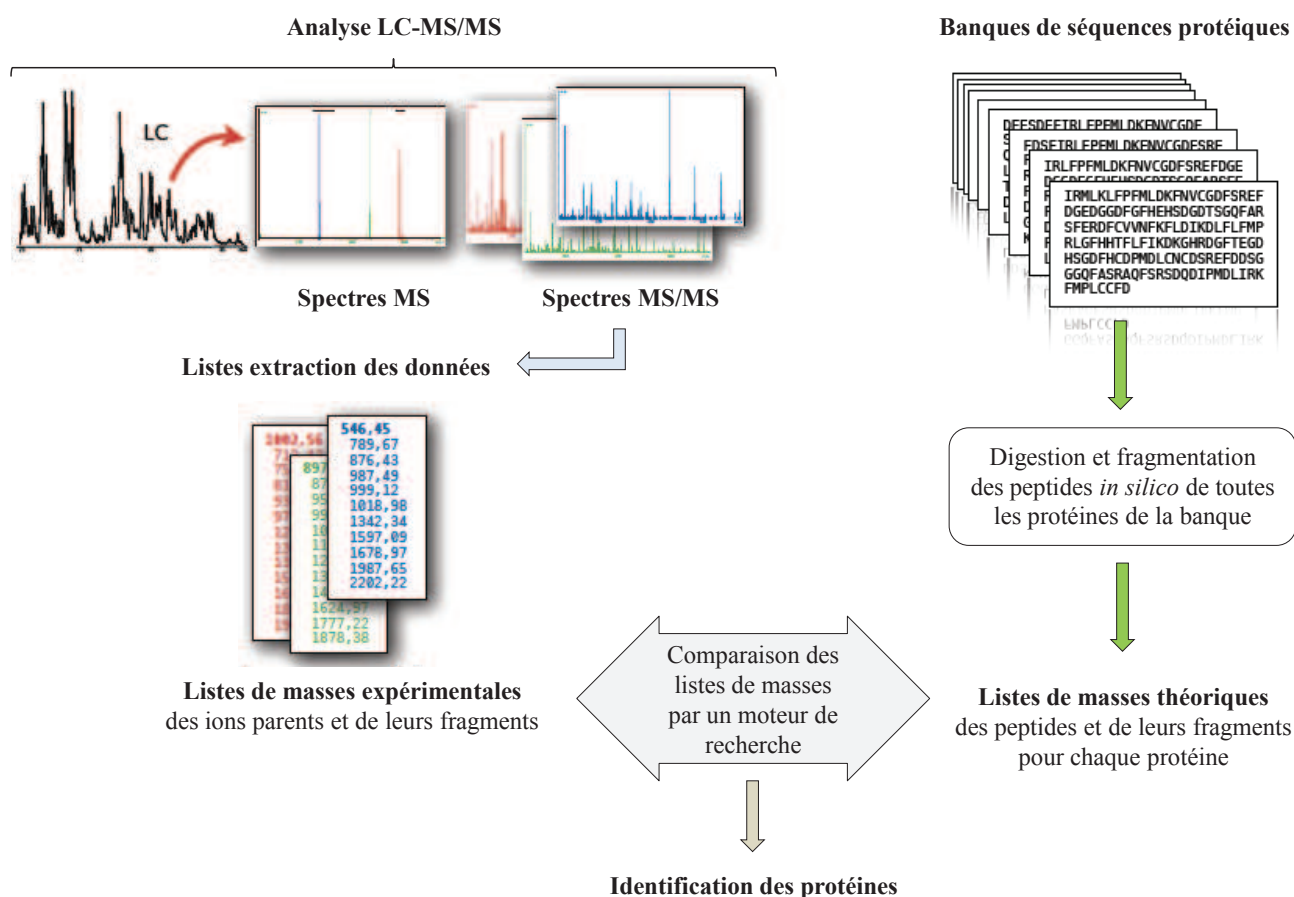 Analyse LC-MS/MS
LC
Spectres MS
Spectres MS/MS
Listes extraction des données
1002,56
897
546,45
789,67
876,43
987,49
999,12
1018,98
1342,34
1597,09
1678,97
1987,65
2202,22
1624,97
1777,22
1878,38
Listes de masses expérimentales
des ions parents et de leurs fragments
Banques de séquences protéiques
IRLFPFMLDKFNVCGDFSREFDGE
IRMLKLFPFMLDKFNVCGDFSREF
DGEDGGDFGFHEHSDGDTSGQFAR
SFERDFCVVNFKFLDIKDLFLFMP
RLGFHHTFLFIKDKGHRDGFTEGD
HSGDFHCDPMDLCNCDSREFDDSG
GGQFASRAQFSRSDQDIPMDLIRK
FMPLCCFD
Digestion et fragmentation
des peptides in silico de toutes
les protéines de la banque
Comparaison des
listes de masses
par un moteur de
recherche
Listes de masses théoriques
des peptides et de leurs fragments
pour chaque protéine
Identification des protéines